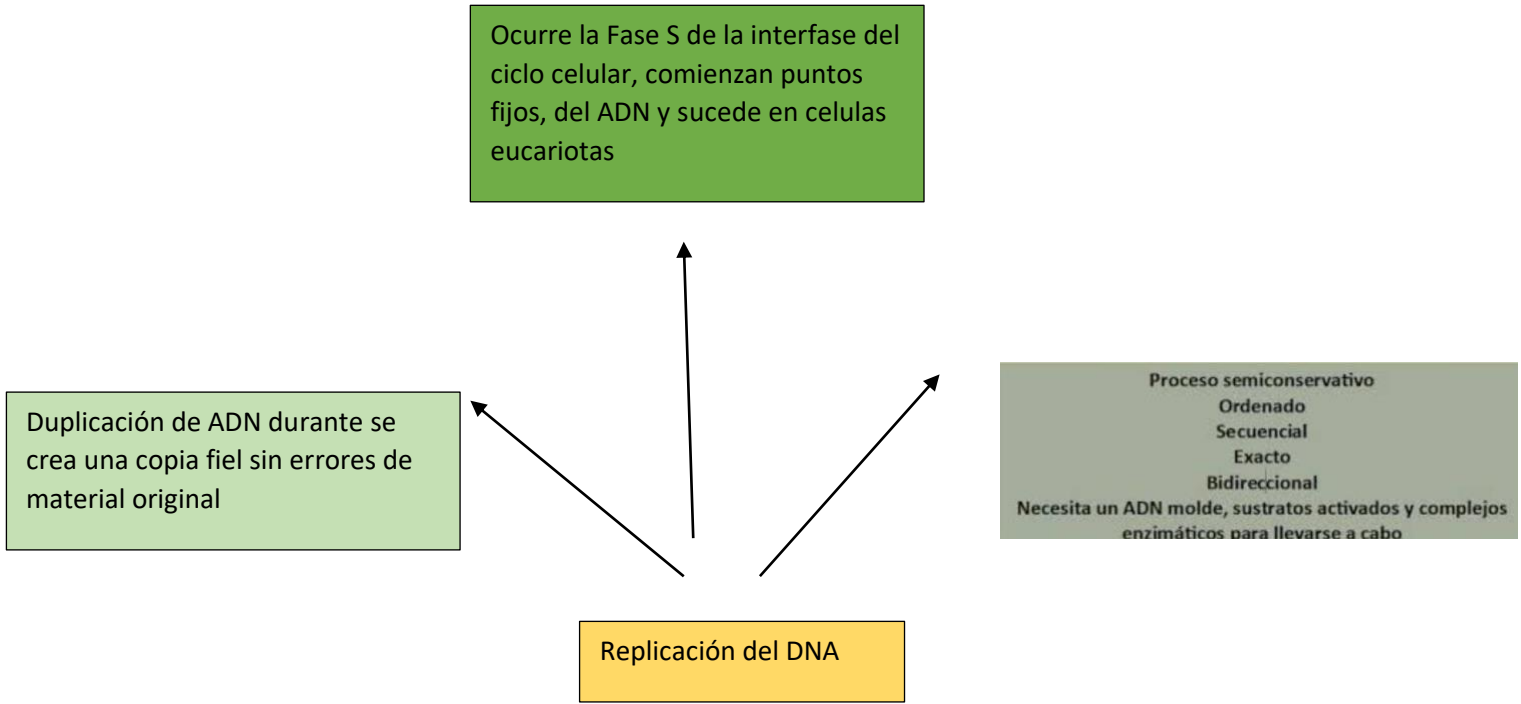 Ocurre la Fase S de la interfase del
ciclo celular, comienzan puntos
fijos, del ADN y sucede en celulas
eucariotas
Duplicación de ADN durante se
crea una copia fiel sin errores de
material original
Proceso semiconservativo
Ordenado
Secuencial
Exacto
Bidireccional
Necesita un ADN molde, sustratos activados y complejos
enzimáticos para llevarse a cabo
Replicación del DNA